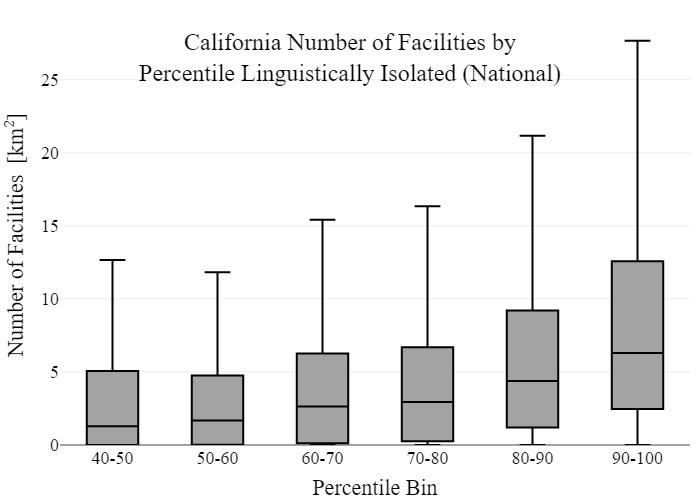 California Number of Facilities by
Percentile Linguistically Isolated (National)
Number of Facilities [km²]
25
20
15
10
5
0
40-50 50-60 60-70 70-80 80-90 90-100
Percentile Bin